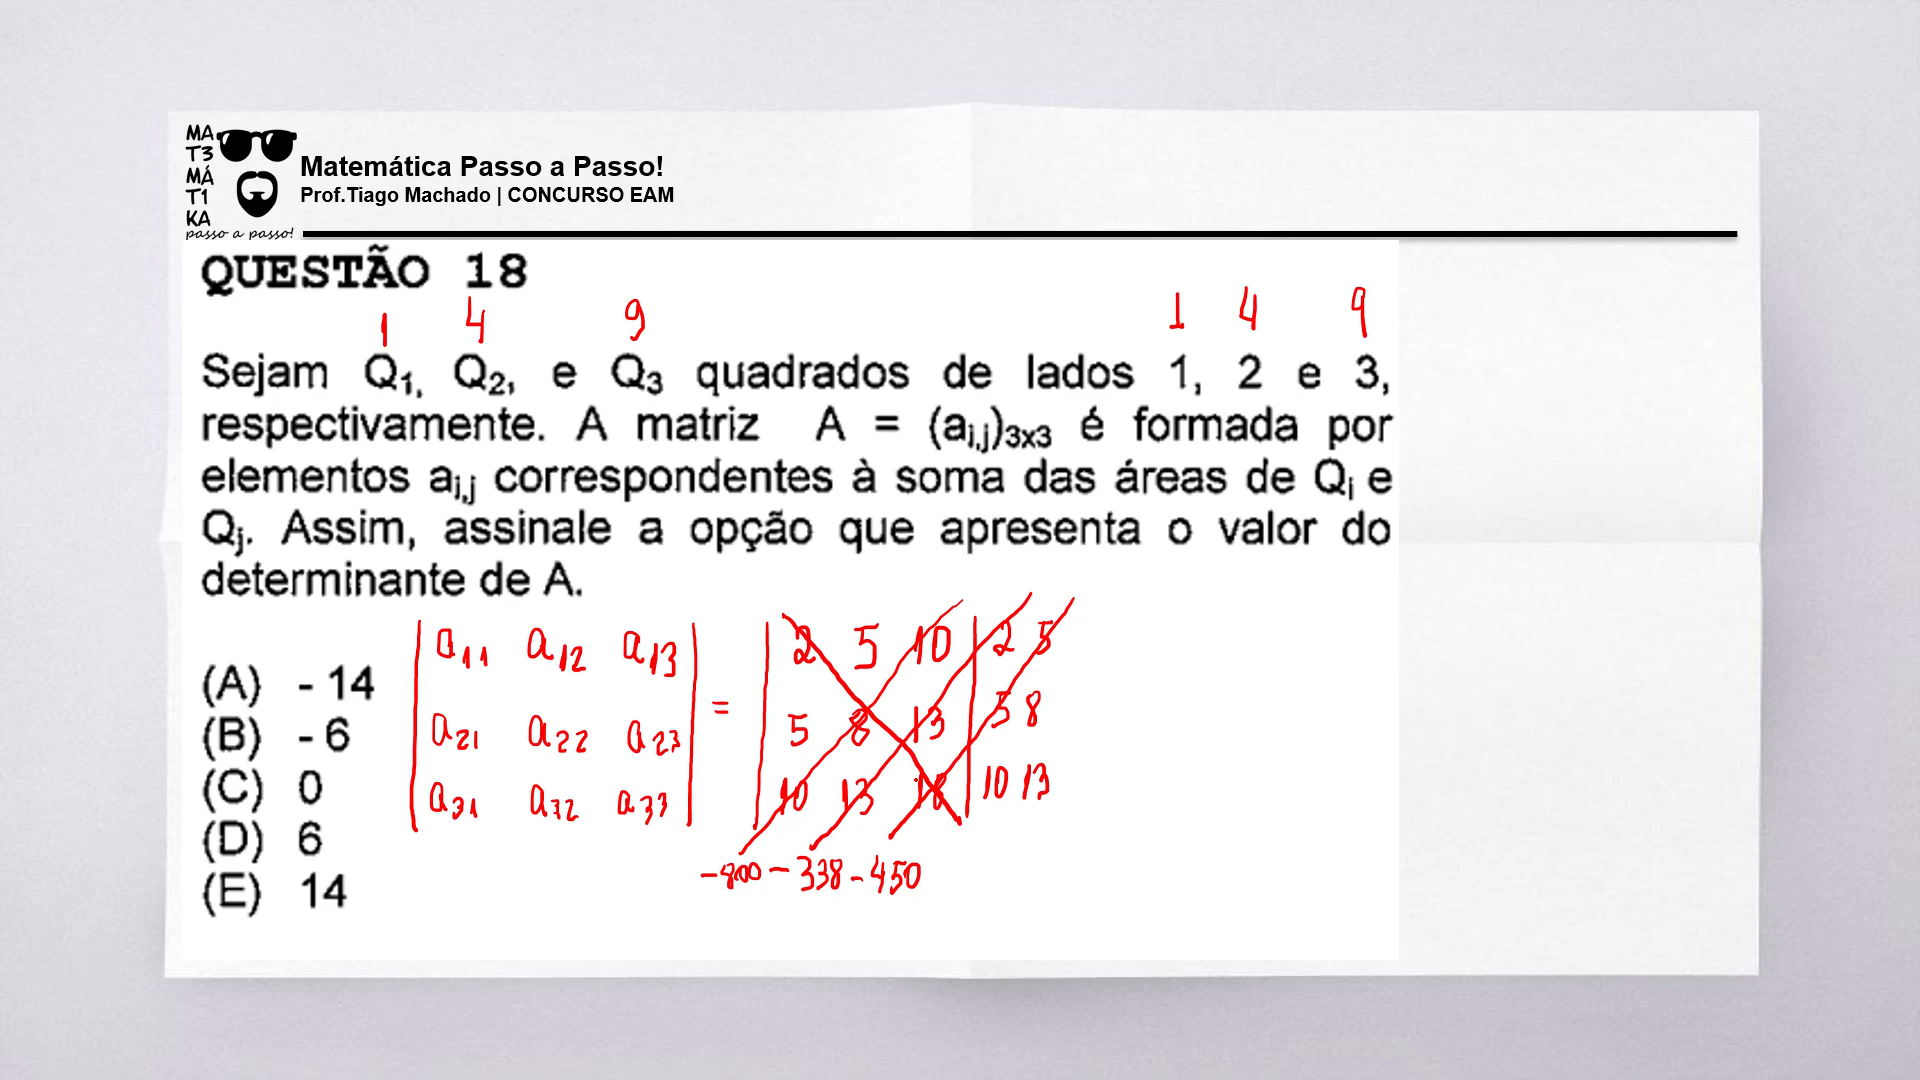 MA
T3
MÁ
T1
KA
passo a passo!
Matemática Passo a Passo!
Prof.Tiago Machado | CONCURSO EAM
QUESTÃO 18
1 4 9 1 4 9
Sejam Q1, Q2, e Q3 quadrados de lados 1, 2 e 3,
respectivamente. A matriz A = (ai,j)3x3 é formada por
elementos ai,j correspondentes à soma das áreas de Qi e
Qj. Assim, assinale a opção que apresenta o valor do
determinante de A.
(A) - 14
(B) - 6
(C) 0
(D) 6
(E) 14
a11 a12 a13
a21 a22 a23
a31 a32 a33
=
2 5 10 2 5
5 8 13 5 8
10 13 18 10 13
-800 - 338 - 450